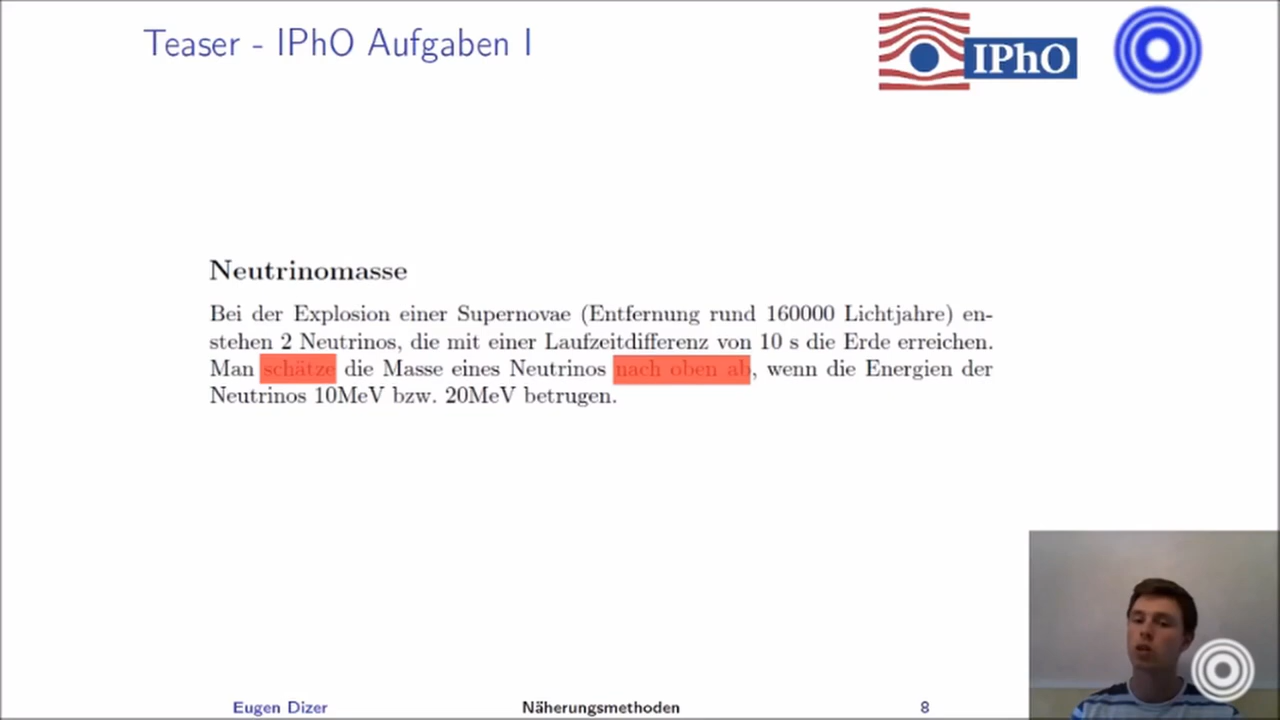 Teaser - IPhO Aufgaben I
IPhO
Neutrinomasse
Bei der Explosion einer Supernovae (Entfernung rund 160000 Lichtjahre) en-
stehen 2 Neutrinos, die mit einer Laufzeitdifferenz von 10 s die Erde erreichen.
Man schätze die Masse eines Neutrinos nach oben ab, wenn die Energien der
Neutrinos 10MeV bzw. 20MeV betrugen.
Eugen Dizer
Näherungsmethoden
8